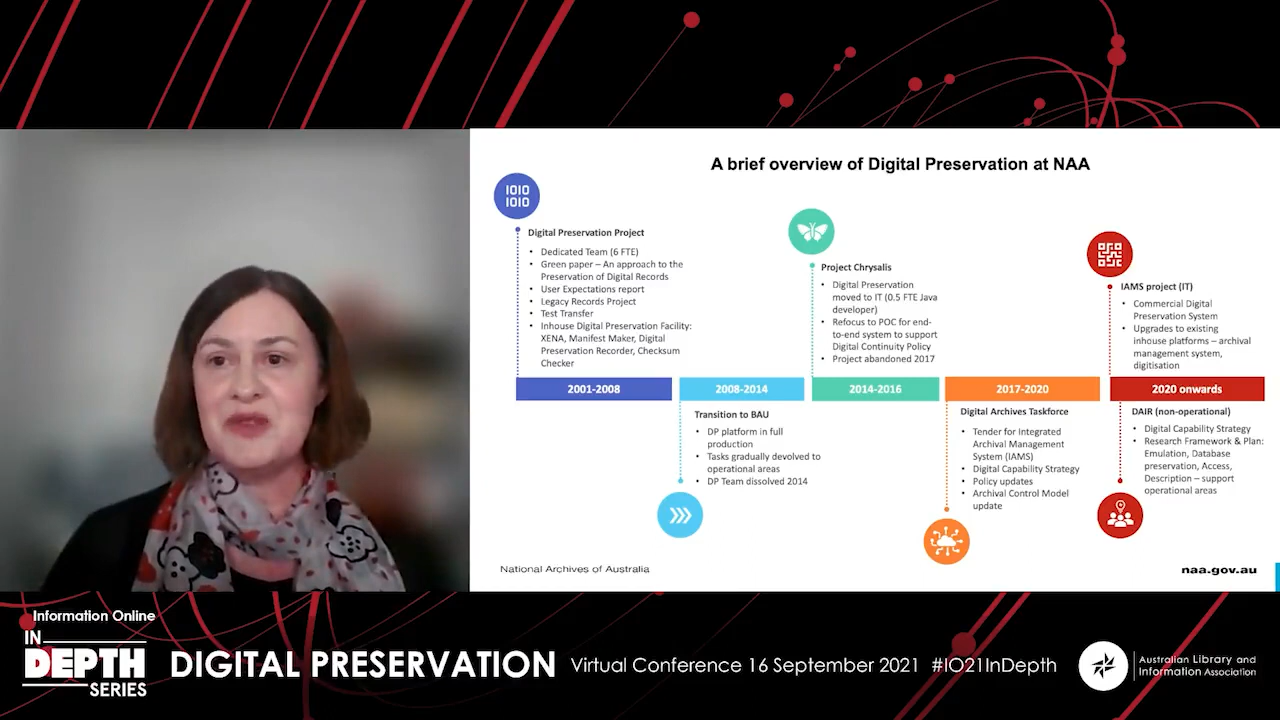 A brief overview of Digital Preservation at NAA
IOIO
IOIO
Digital Preservation Project
• Dedicated Team (6 FTE)
• Green paper – An approach to the
Preservation of Digital Records
• User Expectations report
• Legacy Records Project
• Test Transfer
• Inhouse Digital Preservation Facility:
XENA, Manifest Maker, Digital
Preservation Recorder, Checksum
Checker
Project Chrysalis
• Digital Preservation
moved to IT (0.5 FTE Java
developer)
• Refocus to POC for end-
to-end system to support
Digital Continuity Policy
• Project abandoned 2017
IAMS project (IT)
• Commercial Digital
Preservation System
• Upgrades to existing
inhouse platforms – archival
management system,
digitisation
2001-2008
2008-2014
2014-2016
2017-2020
2020 onwards
Transition to BAU
• DP platform in full
production
• Tasks gradually devolved to
operational areas
• DP Team dissolved 2014
Digital Archives Taskforce
• Tender for Integrated
Archival Management
System (IAMS)
• Digital Capability Strategy
• Policy updates
• Archival Control Model
update
DAIR (non-operational)
• Digital Capability Strategy
• Research Framework & Plan:
Emulation, Database
preservation, Access,
Description – support
operational areas
National Archives of Australia
naa.gov.au
Information Online
IN
DEPTH
SERIES
DIGITAL PRESERVATION
Virtual Conference 16 September 2021 #IO21InDepth
Australian Library and
Information Association